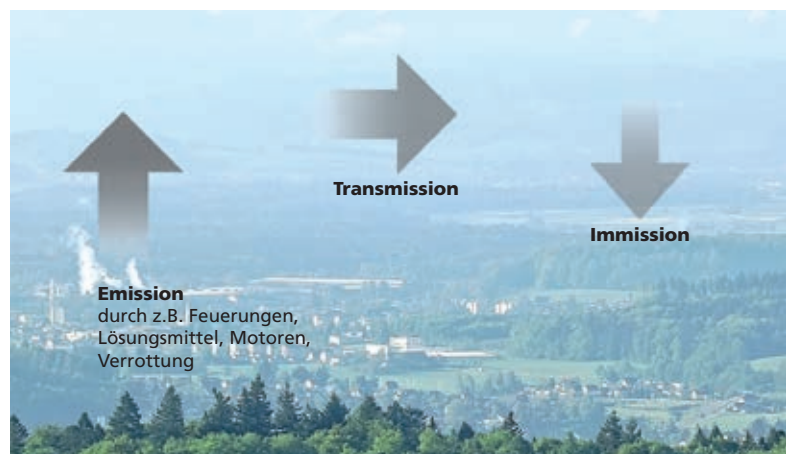 Transmission
Immission
Emission
durch z.B. Feuerungen,
Lösungsmittel, Motoren,
Verrottung